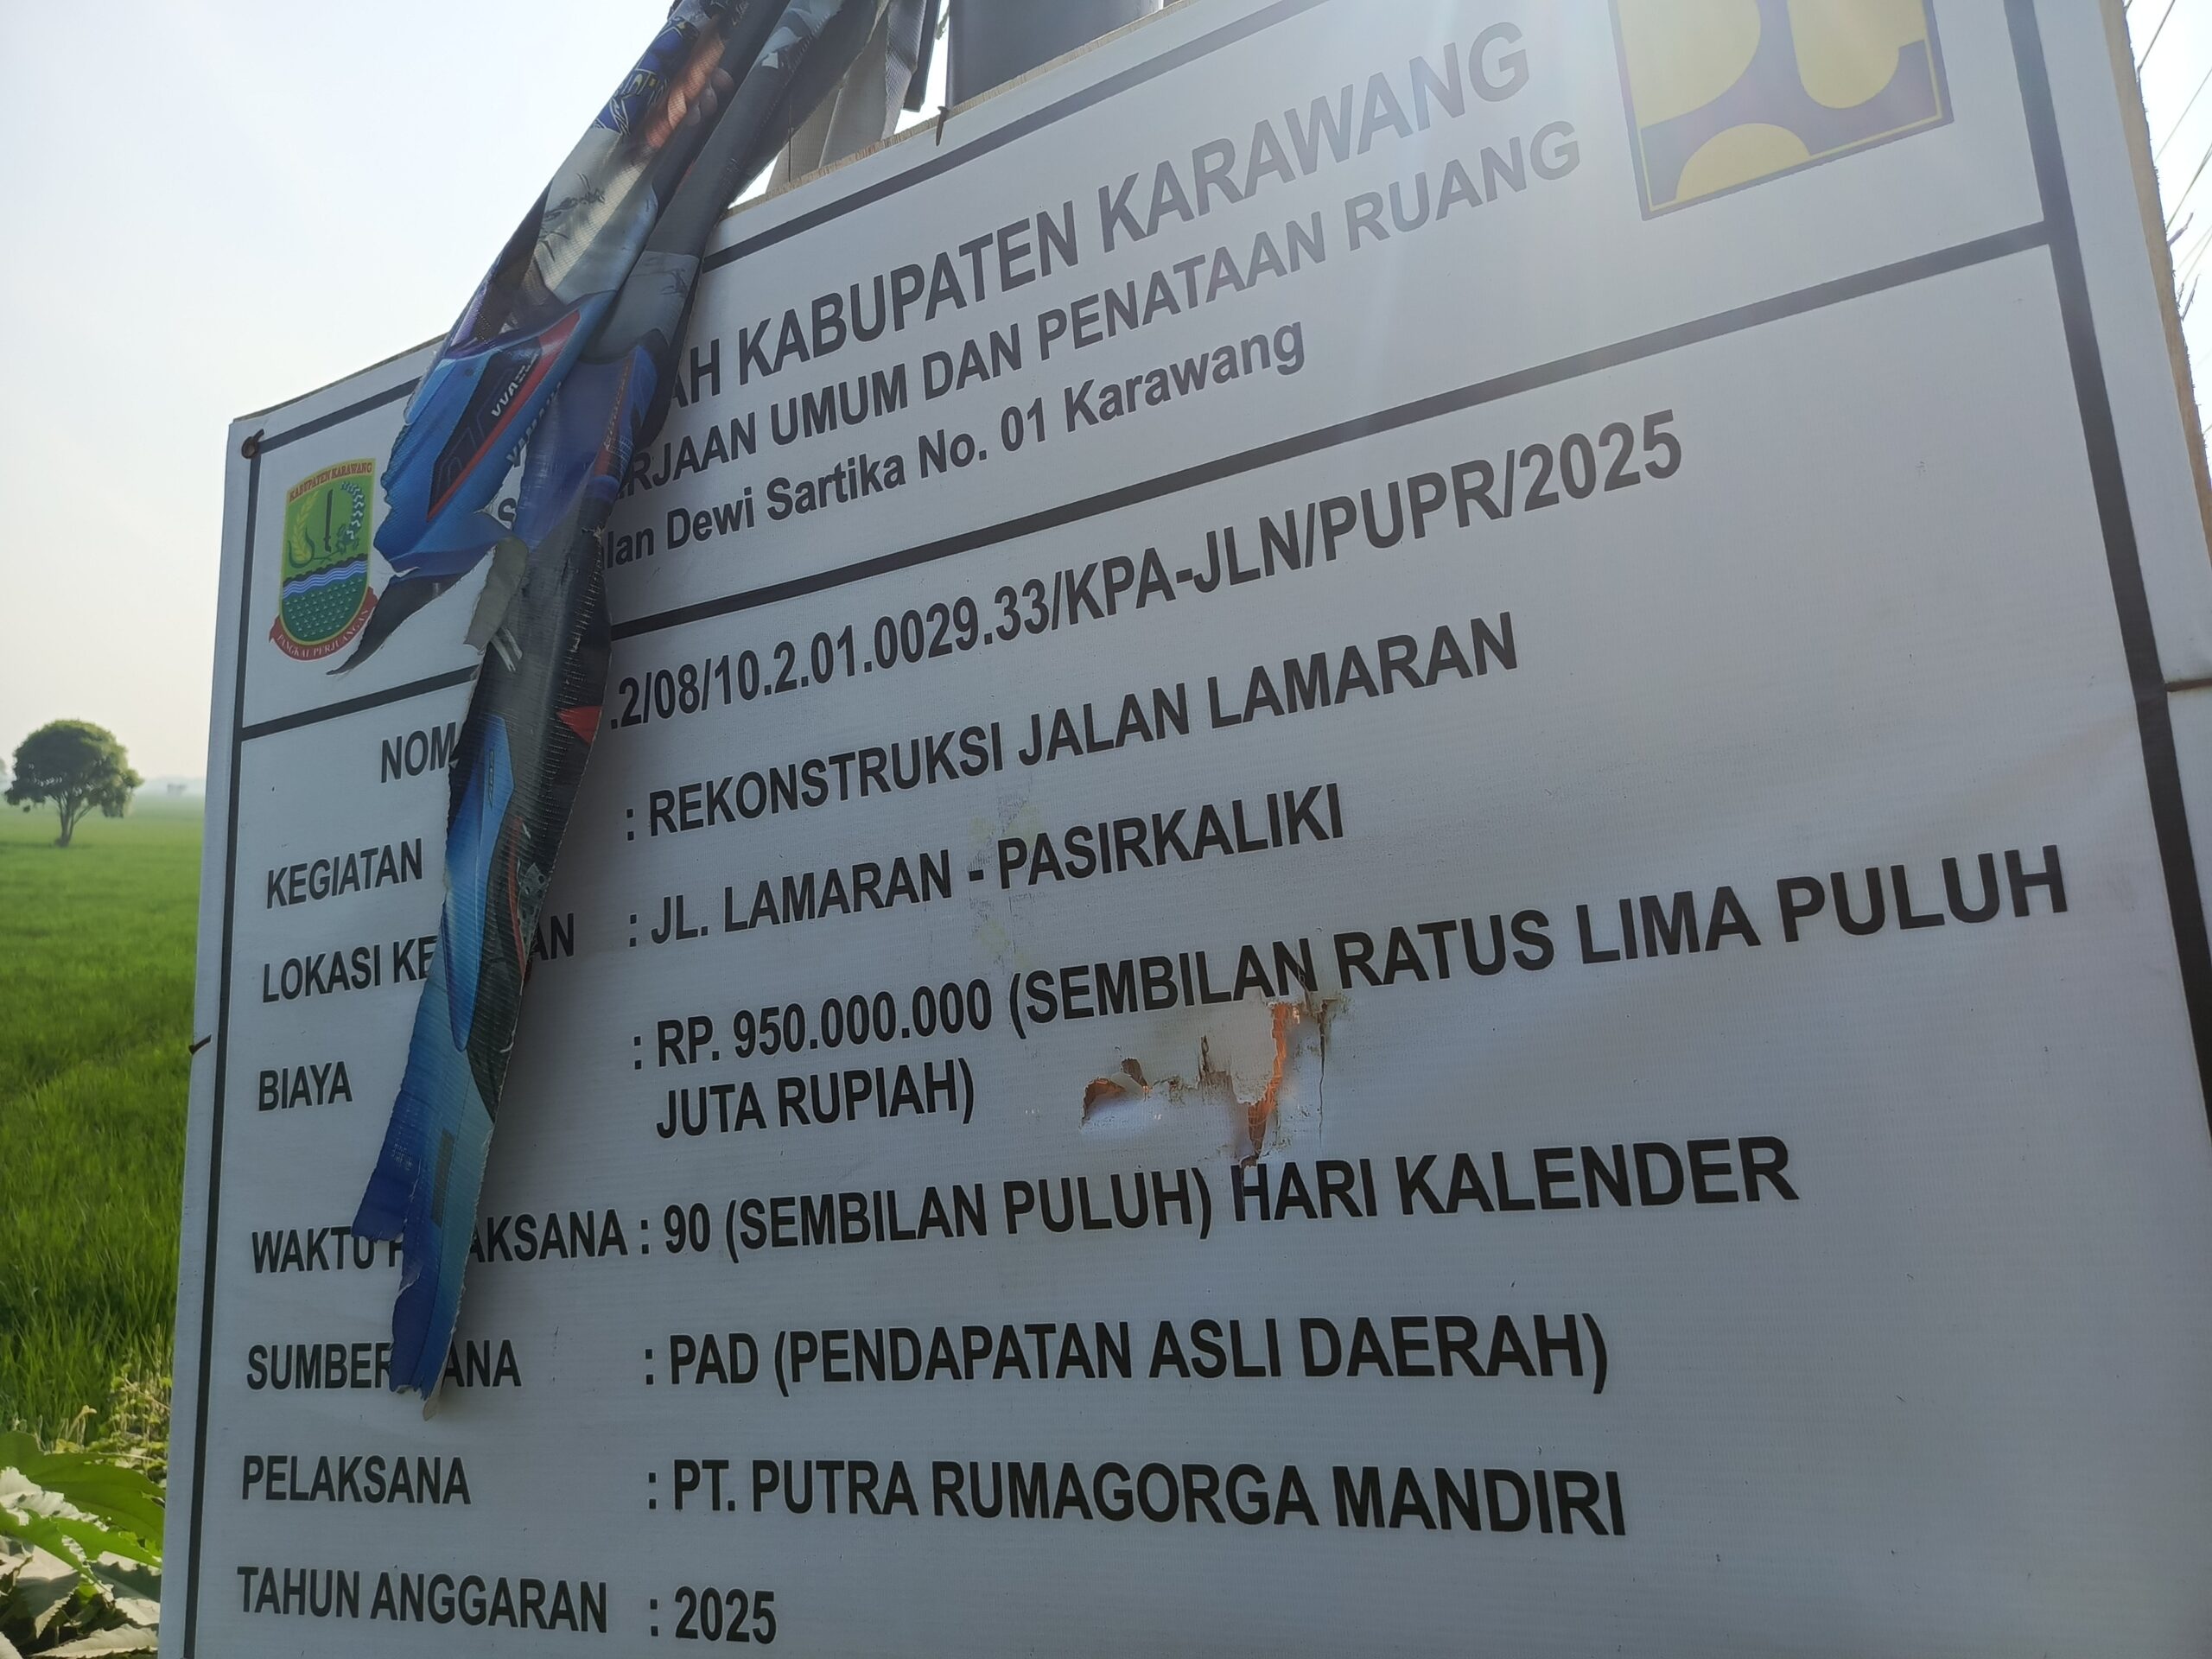 AH KABUPATEN KARAWANG
RJAAN UMUM DAN PENATAAN RUANG
lan Dewi Sartika No. 01 Karawang
KABUPATEN KARAWANG
PANGKAL PERJUANGAN
NOM .2/08/10.2.01.0029.33/KPA-JLN/PUPR/2025
KEGIATAN : REKONSTRUKSI JALAN LAMARAN
LOKASI KE AN : JL. LAMARAN - PASIRKALIKI
BIAYA : RP. 950.000.000 (SEMBILAN RATUS LIMA PULUH
JUTA RUPIAH)
WAKTU P AKSANA : 90 (SEMBILAN PULUH) HARI KALENDER
SUMBER ANA : PAD (PENDAPATAN ASLI DAERAH)
PELAKSANA : PT. PUTRA RUMAGORGA MANDIRI
TAHUN ANGGARAN : 2025